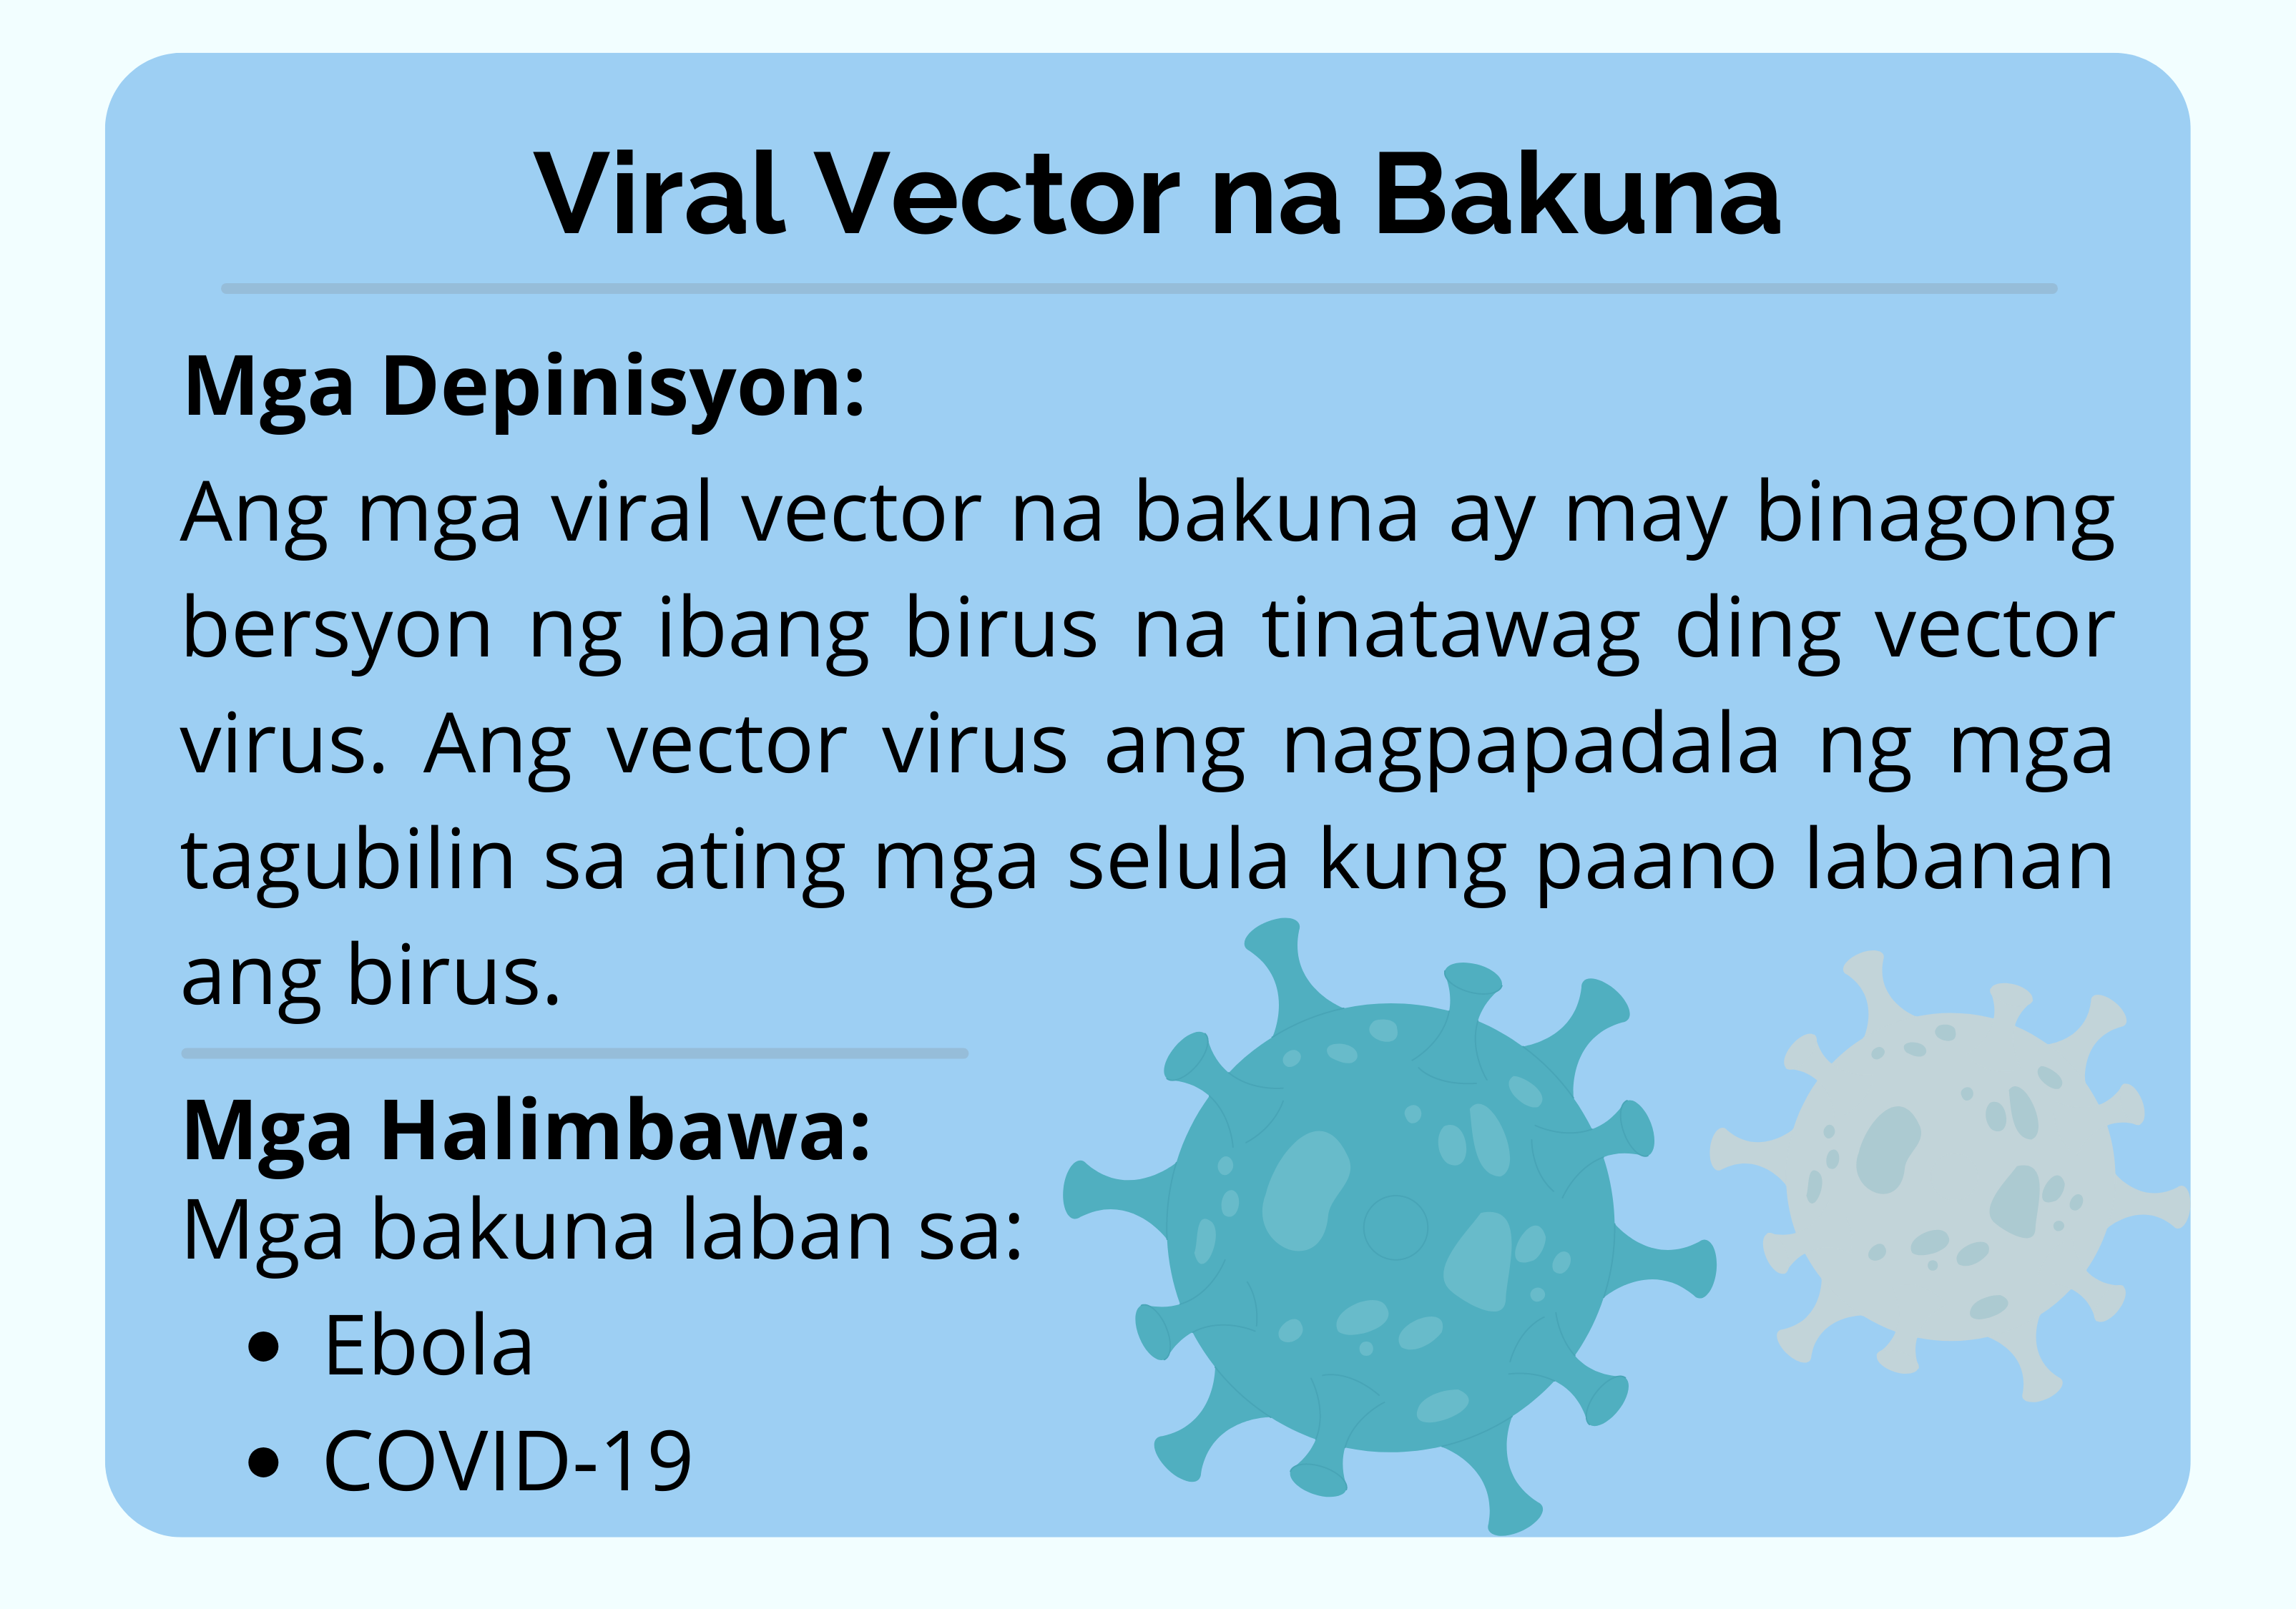 Viral Vector na Bakuna
Mga Depinisyon:
Ang mga viral vector na bakuna ay may binagong
bersyon ng ibang birus na tinatawag ding vector
virus. Ang vector virus ang nagpapadala ng mga
tagubilin sa ating mga selula kung paano labanan
ang birus.
Mga Halimbawa:
Mga bakuna laban sa:
• Ebola
• COVID-19